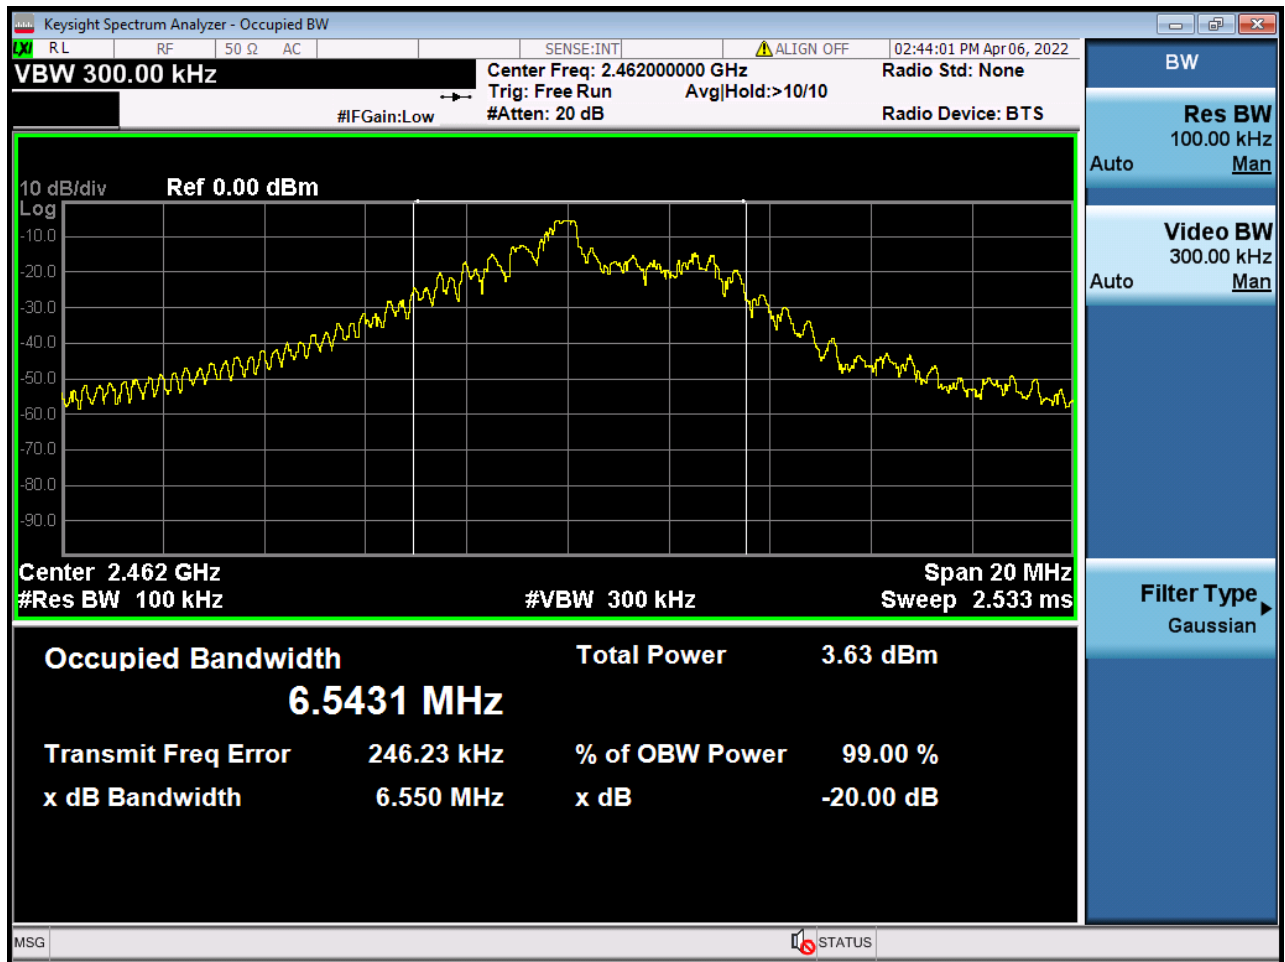 Keysight Spectrum Analyzer - Occupied BW
LXI RL RF 50 Ω AC SENSE:INT ALIGN OFF 02:44:01 PM Apr 06, 2022
VBW 300.00 kHz
Center Freq: 2.462000000 GHz Radio Std: None
Trig: Free Run Avg|Hold:>10/10
#IFGain:Low #Atten: 20 dB Radio Device: BTS
10 dB/div Ref 0.00 dBm
Log
-10.0
-20.0
-30.0
-40.0
-50.0
-60.0
-70.0
-80.0
-90.0
Center 2.462 GHz Span 20 MHz
#Res BW 100 kHz #VBW 300 kHz Sweep 2.533 ms
Occupied Bandwidth Total Power 3.63 dBm
6.5431 MHz
Transmit Freq Error 246.23 kHz % of OBW Power 99.00 %
x dB Bandwidth 6.550 MHz x dB -20.00 dB
BW
Res BW
100.00 kHz
Auto Man
Video BW
300.00 kHz
Auto Man
Filter Type
Gaussian
MSG STATUS